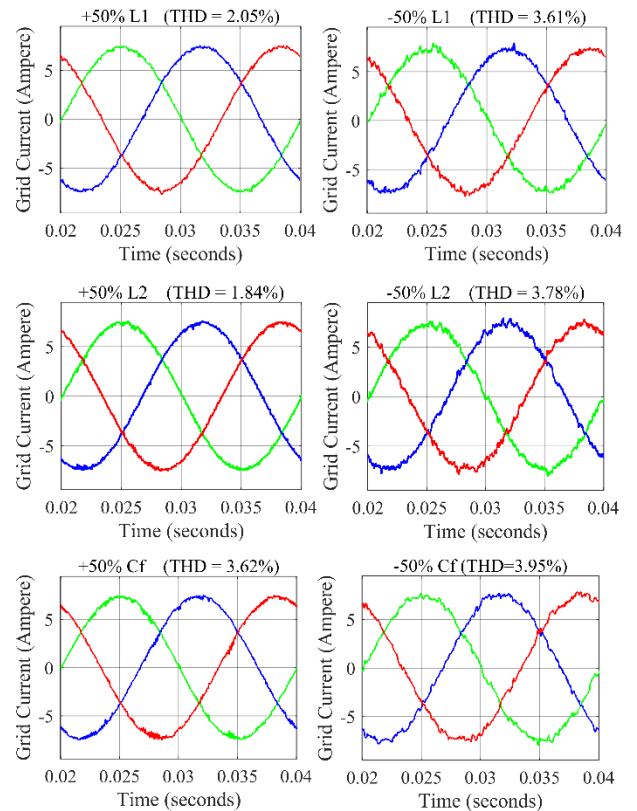 +50% L1 (THD = 2.05%)
Grid Current (Ampere)
5
0
-5
0.02 0.025 0.03 0.035 0.04
Time (seconds)
-50% L1 (THD = 3.61%)
Grid Current (Ampere)
5
0
-5
0.02 0.025 0.03 0.035 0.04
Time (seconds)
+50% L2 (THD = 1.84%)
Grid Current (Ampere)
5
0
-5
0.02 0.025 0.03 0.035 0.04
Time (seconds)
-50% L2 (THD = 3.78%)
Grid Current (Ampere)
5
0
-5
0.02 0.025 0.03 0.035 0.04
Time (seconds)
+50% Cf (THD = 3.62%)
Grid Current (Ampere)
5
0
-5
0.02 0.025 0.03 0.035 0.04
Time (seconds)
-50% Cf (THD=3.95%)
Grid Current (Ampere)
5
0
-5
0.02 0.025 0.03 0.035 0.04
Time (seconds)